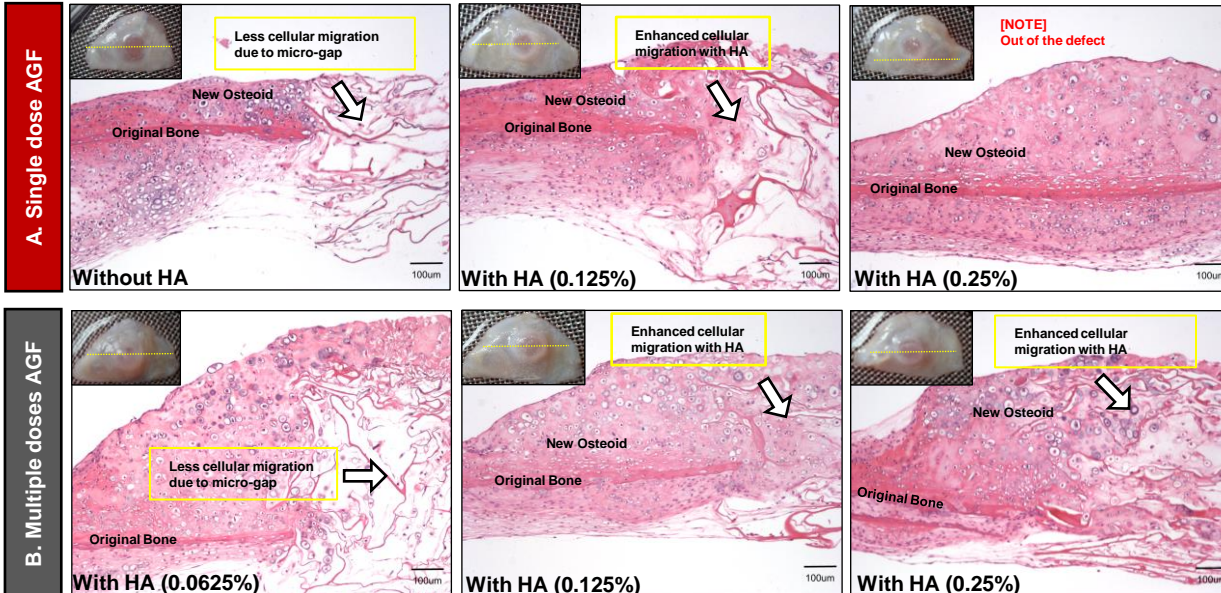 A. Single dose AGF
Less cellular migration
due to micro-gap
New Osteoid
Original Bone
Without HA
100um
Enhanced cellular
migration with HA
New Osteoid
Original Bone
With HA (0.125%)
100um
[NOTE]
Out of the defect
New Osteoid
Original Bone
With HA (0.25%)
100um
B. Multiple doses AGF
Less cellular migration
due to micro-gap
Original Bone
With HA (0.0625%)
100um
Enhanced cellular
migration with HA
New Osteoid
Original Bone
With HA (0.125%)
100um
Enhanced cellular
migration with HA
New Osteoid
Original Bone
With HA (0.25%)
100um